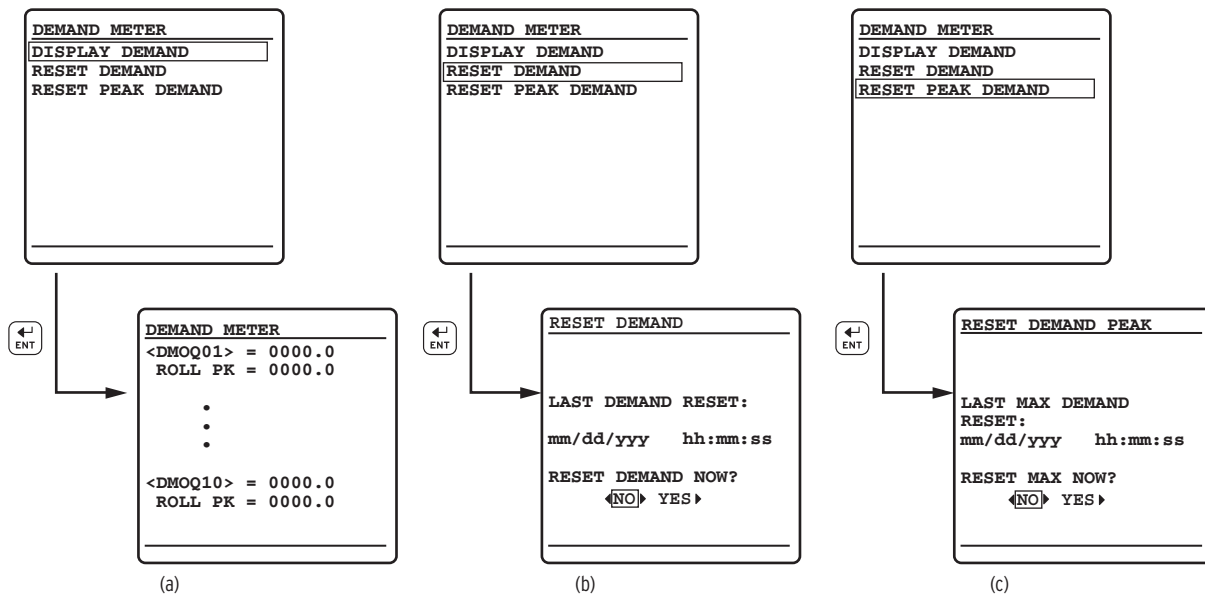 DEMAND METER
DISPLAY DEMAND
RESET DEMAND
RESET PEAK DEMAND
ENT
DEMAND METER
<DMOQ01> = 0000.0
ROLL PK = 0000.0
<DMOQ10> = 0000.0
ROLL PK = 0000.0
(a)
DEMAND METER
DISPLAY DEMAND
RESET DEMAND
RESET PEAK DEMAND
ENT
RESET DEMAND
LAST DEMAND RESET:
mm/dd/yyy hh:mm:ss
RESET DEMAND NOW?
NO YES
(b)
DEMAND METER
DISPLAY DEMAND
RESET DEMAND
RESET PEAK DEMAND
ENT
RESET DEMAND PEAK
LAST MAX DEMAND
RESET:
mm/dd/yyy hh:mm:ss
RESET MAX NOW?
NO YES
(c)